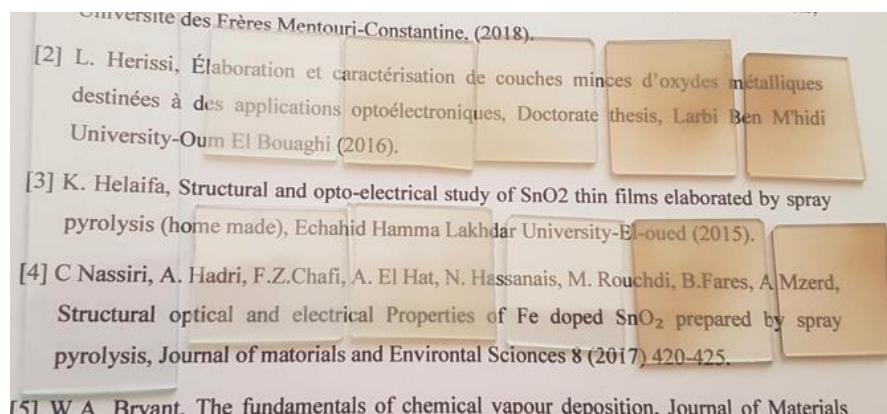 Université des Frères Mentouri-Constantine, (2018).
[2] L. Herissi, Élaboration et caractérisation de couches minces d'oxydes métalliques
destinées à des applications optoélectroniques, Doctorate thesis, Larbi Ben M'hidi
University-Oum El Bouaghi (2016).
[3] K. Helaifa, Structural and opto-electrical study of SnO2 thin films elaborated by spray
pyrolysis (home made), Echahid Hamma Lakhdar University-El-oued (2015).
[4] C Nassiri, A. Hadri, F.Z.Chafi, A. El Hat, N. Hassanais, M. Rouchdi, B.Fares, A Mzerd,
Structural optical and electrical Properties of Fe doped SnO₂ prepared by spray
pyrolysis, Journal of matorials and Environtal Scionces 8 (2017) 420-425.
[5] W.A. Bryant, The fundamentals of chemical vapour deposition, Journal of Materials